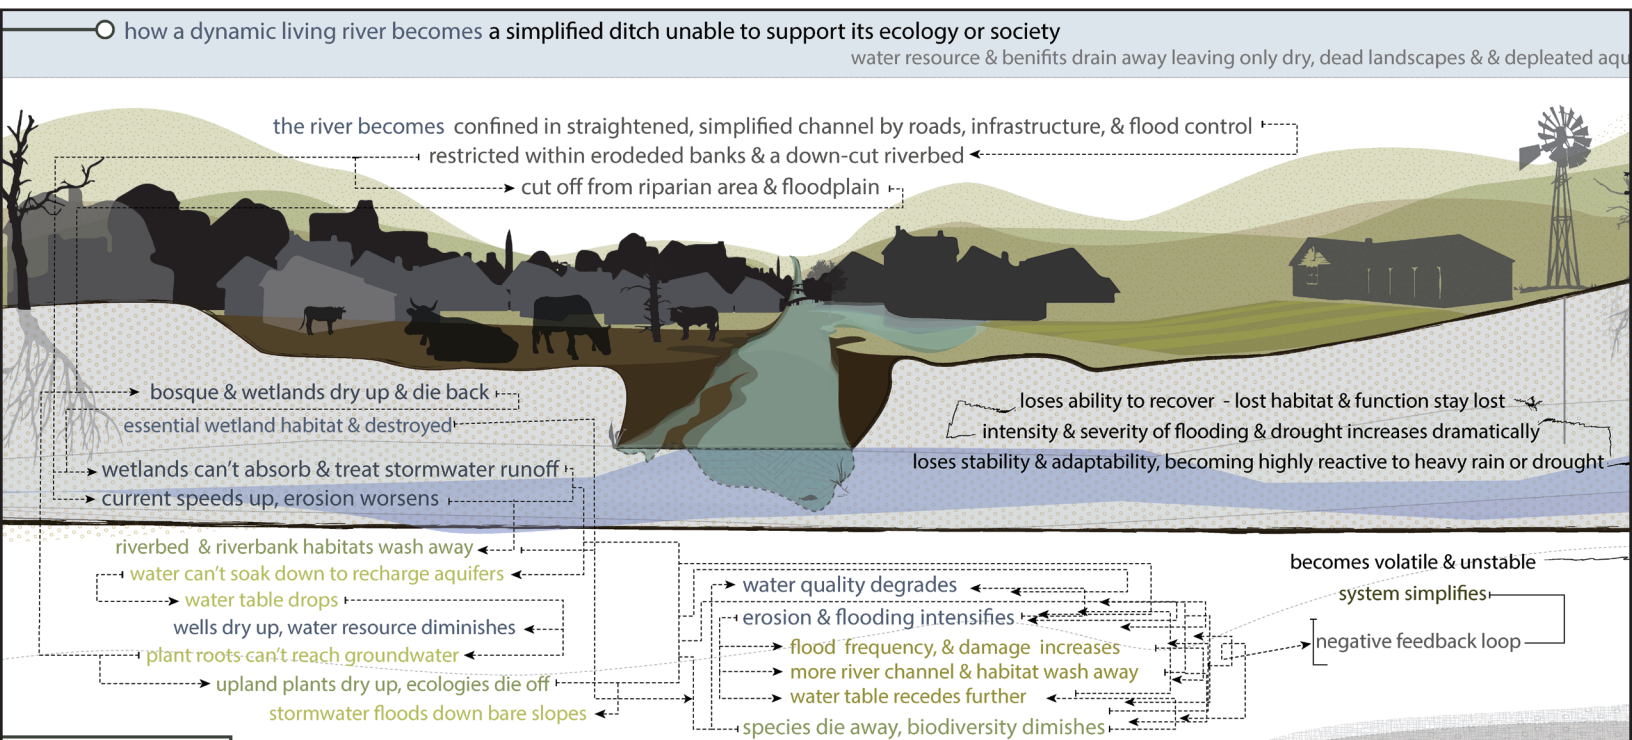 how a dynamic living river becomes a simplified ditch unable to support its ecology or society
water resource & benifits drain away leaving only dry, dead landscapes & & depleated aqu
the river becomes confined in straightened, simplified channel by roads, infrastructure, & flood control
restricted within erodeded banks & a down-cut riverbed
cut off from riparian area & floodplain
bosque & wetlands dry up & die back
essential wetland habitat & destroyed
wetlands can't absorb & treat stormwater runoff
current speeds up, erosion worsens
loses ability to recover - lost habitat & function stay lost
intensity & severity of flooding & drought increases dramatically
loses stability & adaptability, becoming highly reactive to heavy rain or drought
riverbed & riverbank habitats wash away
water can't soak down to recharge aquifers
water table drops
wells dry up, water resource diminishes
plant roots can't reach groundwater
upland plants dry up, ecologies die off
stormwater floods down bare slopes
water quality degrades
erosion & flooding intensifies
flood frequency, & damage increases
more river channel & habitat wash away
water table recedes further
species die away, biodiversity dimishes
becomes volatile & unstable
system simplifies
negative feedback loop